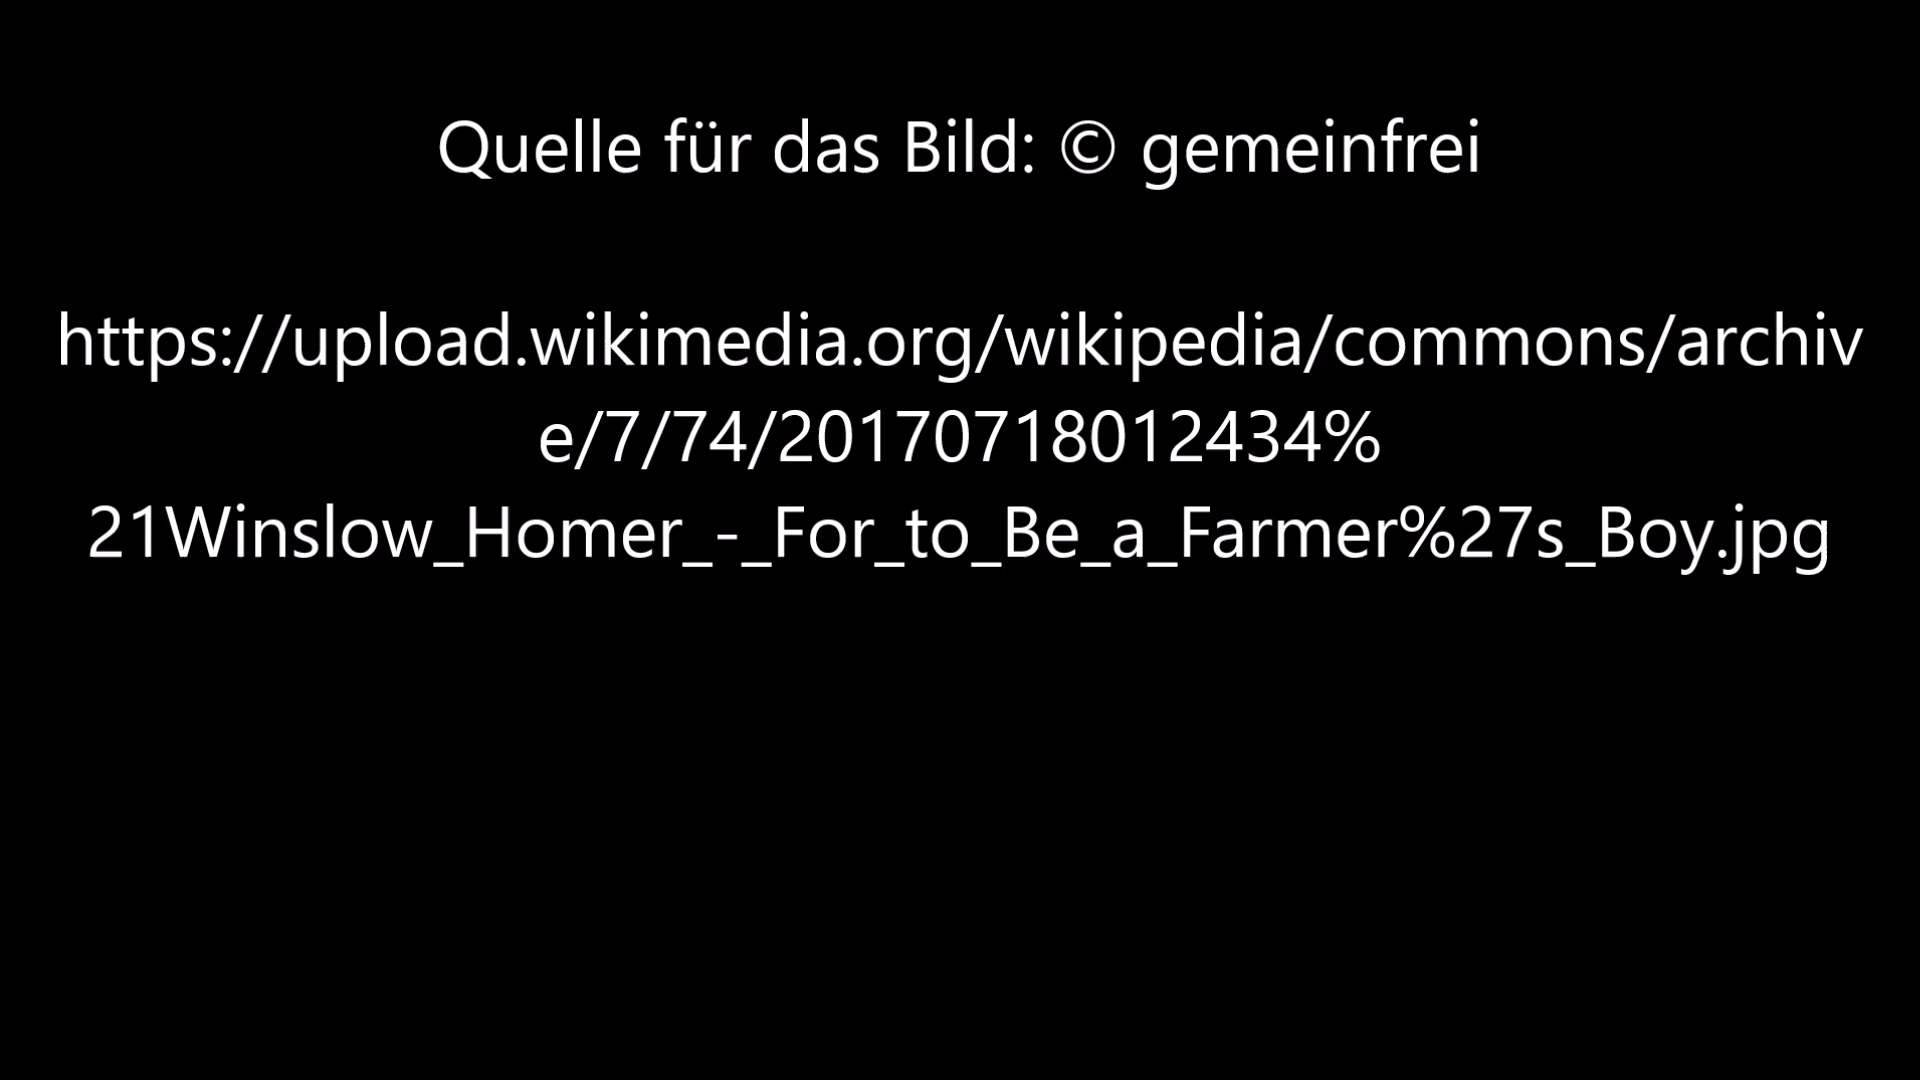 Quelle für das Bild: © gemeinfrei
https://upload.wikimedia.org/wikipedia/commons/archiv
e/7/74/20170718012434%
21Winslow_Homer_-_For_to_Be_a_Farmer%27s_Boy.jpg